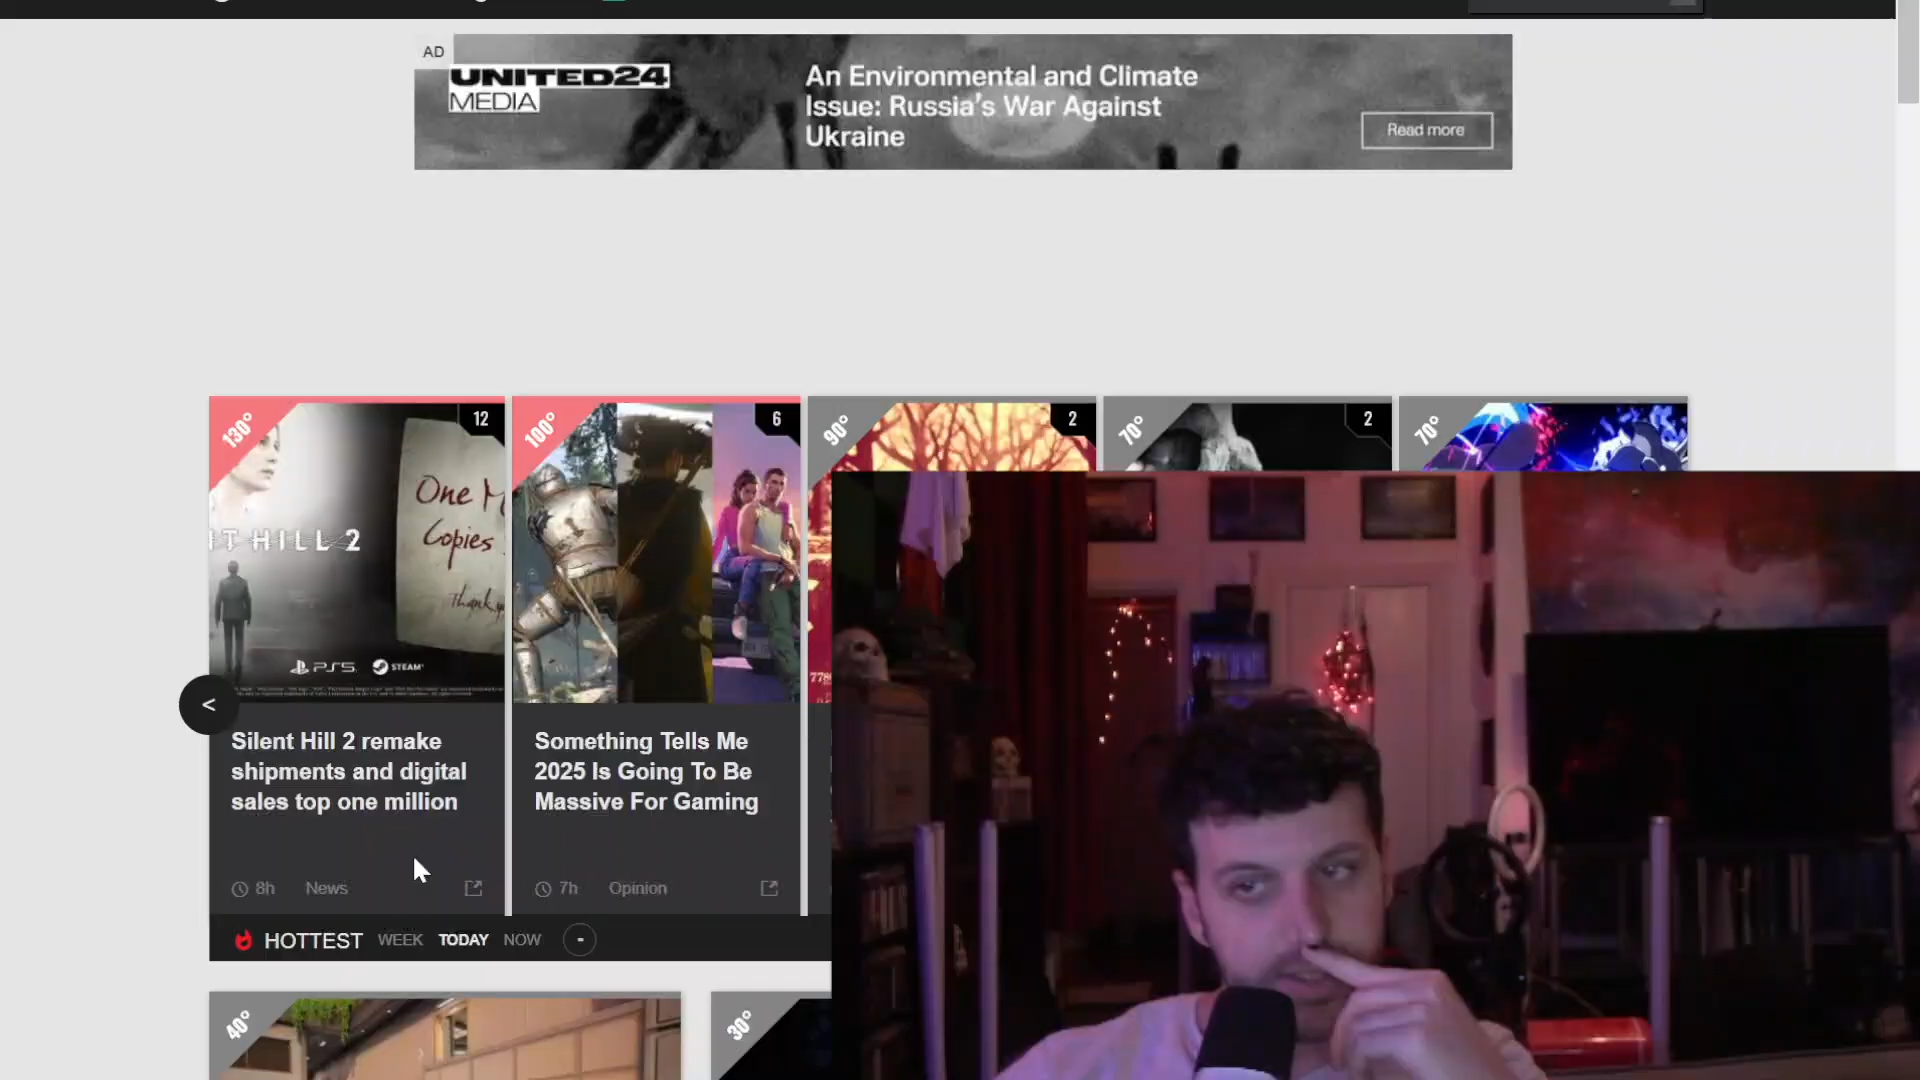 AD
UNITED24
MEDIA
An Environmental and Climate
Issue: Russia's War Against
Ukraine
Read more
130°
12
100°
6
90°
2
70°
2
70°
One
Copies
Thank
IT HILL 2
PS5
STEAM
778
<
Silent Hill 2 remake
shipments and digital
sales top one million
8h
News
Something Tells Me
2025 Is Going To Be
Massive For Gaming
7h
Opinion
HOTTEST
WEEK
TODAY
NOW
-
40°
30°